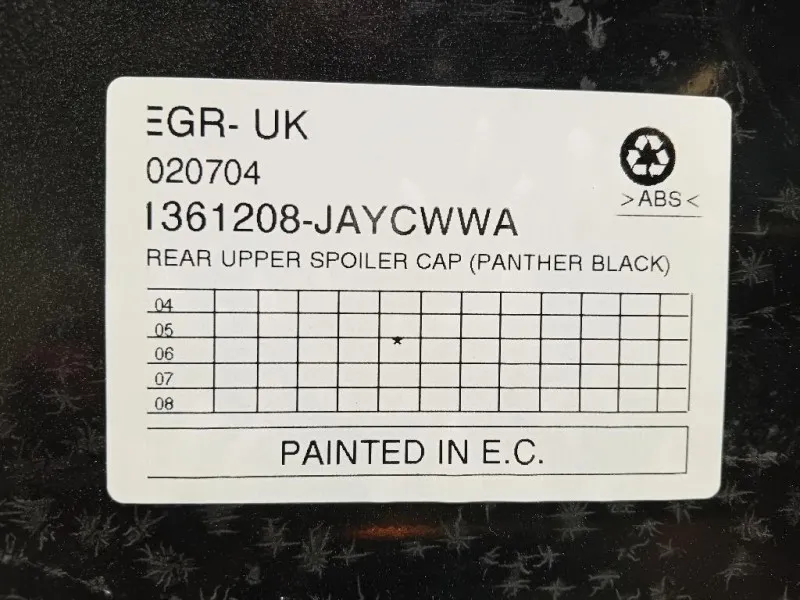 EGR- UK
020704
>ABS<
1361208-JAYCWWA
REAR UPPER SPOILER CAP (PANTHER BLACK)
04
05
06
07
08
*
PAINTED IN E.C.